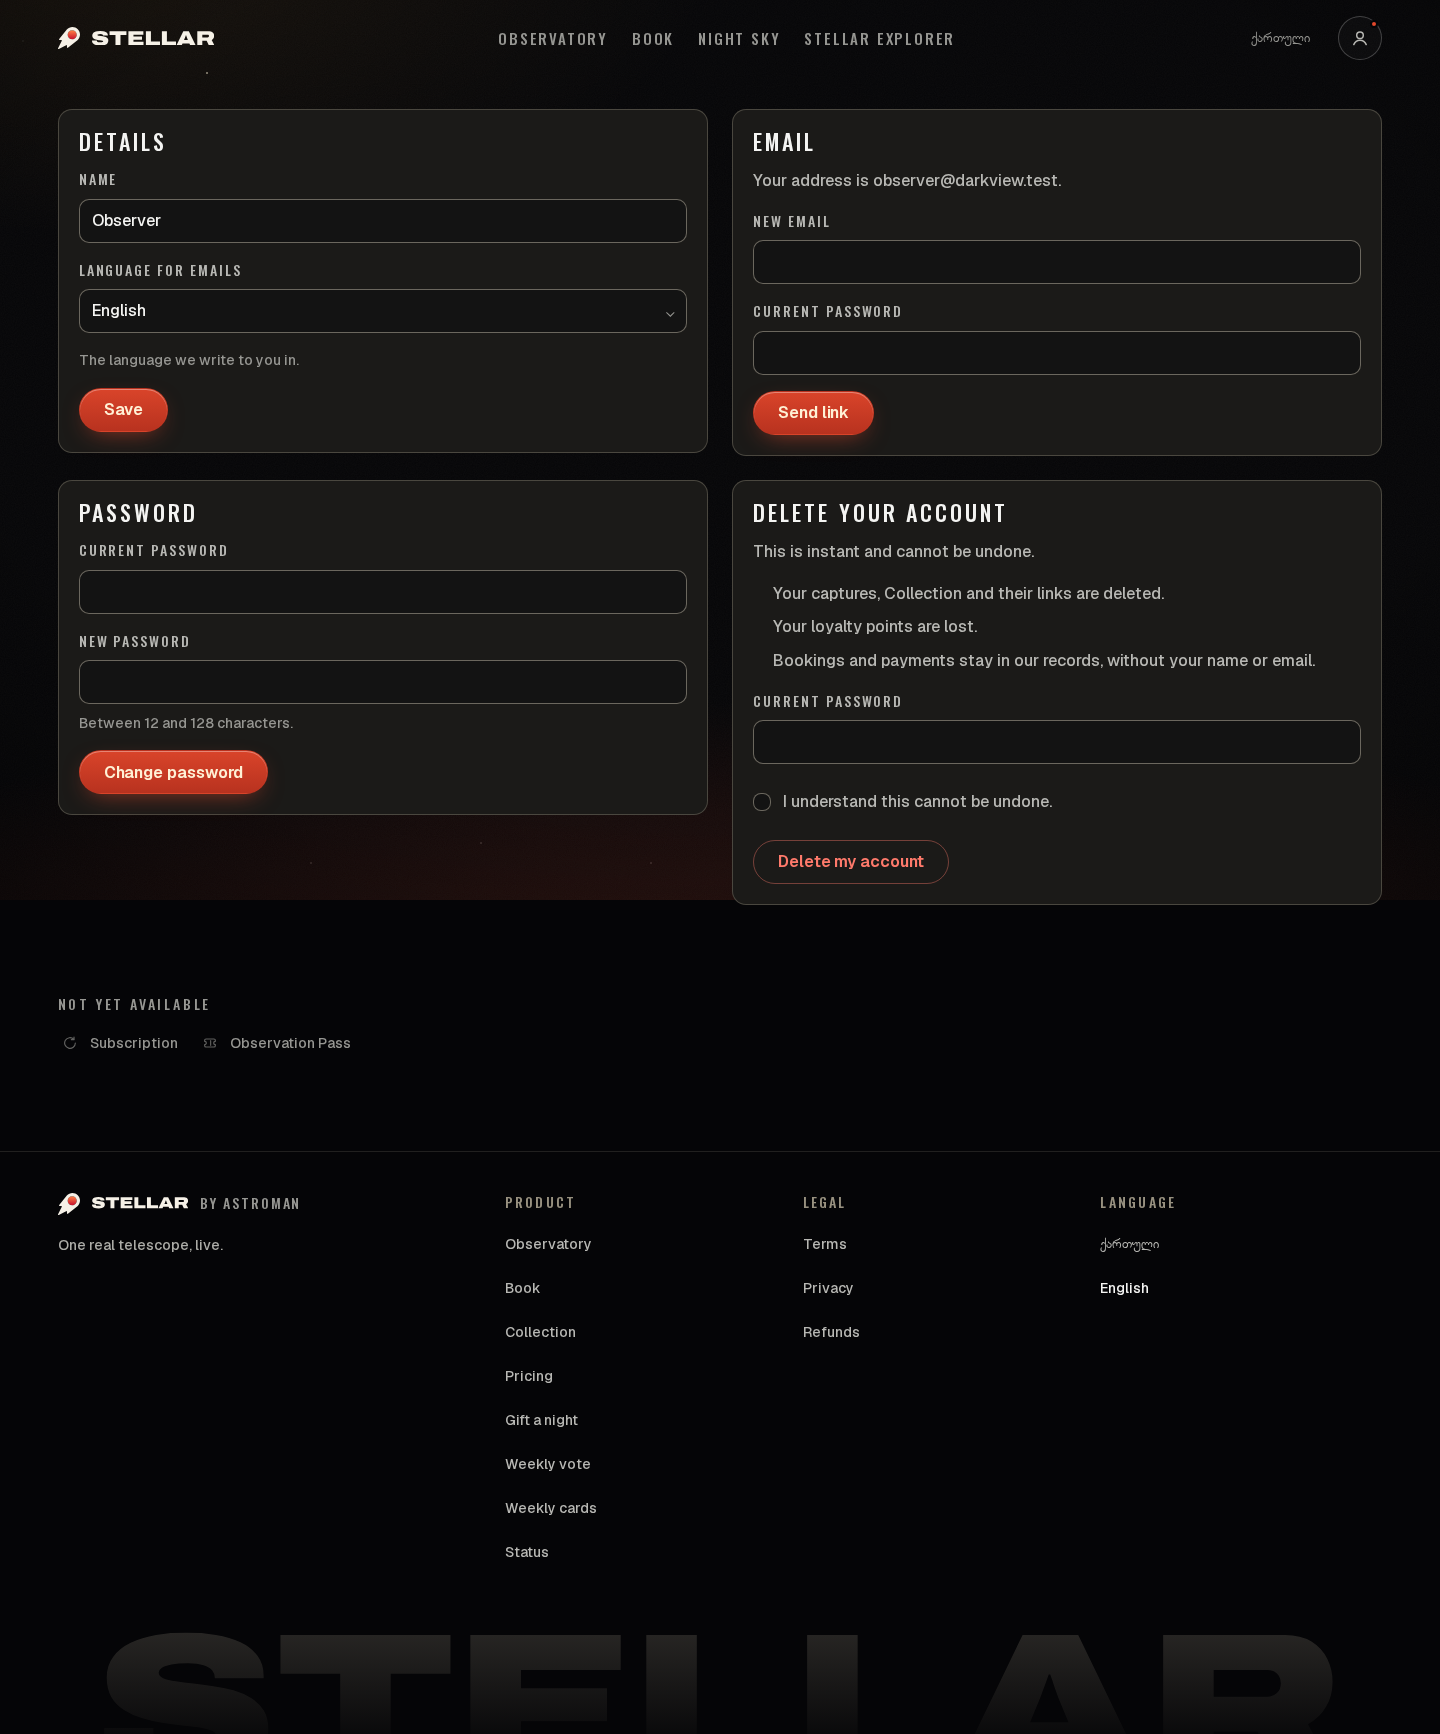 STELLAR
OBSERVATORY BOOK NIGHT SKY STELLAR EXPLORER
ქართული
DETAILS
NAME
Observer
LANGUAGE FOR EMAILS
English
The language we write to you in.
Save
EMAIL
Your address is observer@darkview.test.
NEW EMAIL
CURRENT PASSWORD
Send link
PASSWORD
CURRENT PASSWORD
NEW PASSWORD
Between 12 and 128 characters.
Change password
DELETE YOUR ACCOUNT
This is instant and cannot be undone.
Your captures, Collection and their links are deleted.
Your loyalty points are lost.
Bookings and payments stay in our records, without your name or email.
CURRENT PASSWORD
I understand this cannot be undone.
Delete my account
NOT YET AVAILABLE
Subscription Observation Pass
STELLAR BY ASTROMAN
One real telescope, live.
PRODUCT
Observatory
Book
Collection
Pricing
Gift a night
Weekly vote
Weekly cards
Status
LEGAL
Terms
Privacy
Refunds
LANGUAGE
ქართული
English
STELLAR